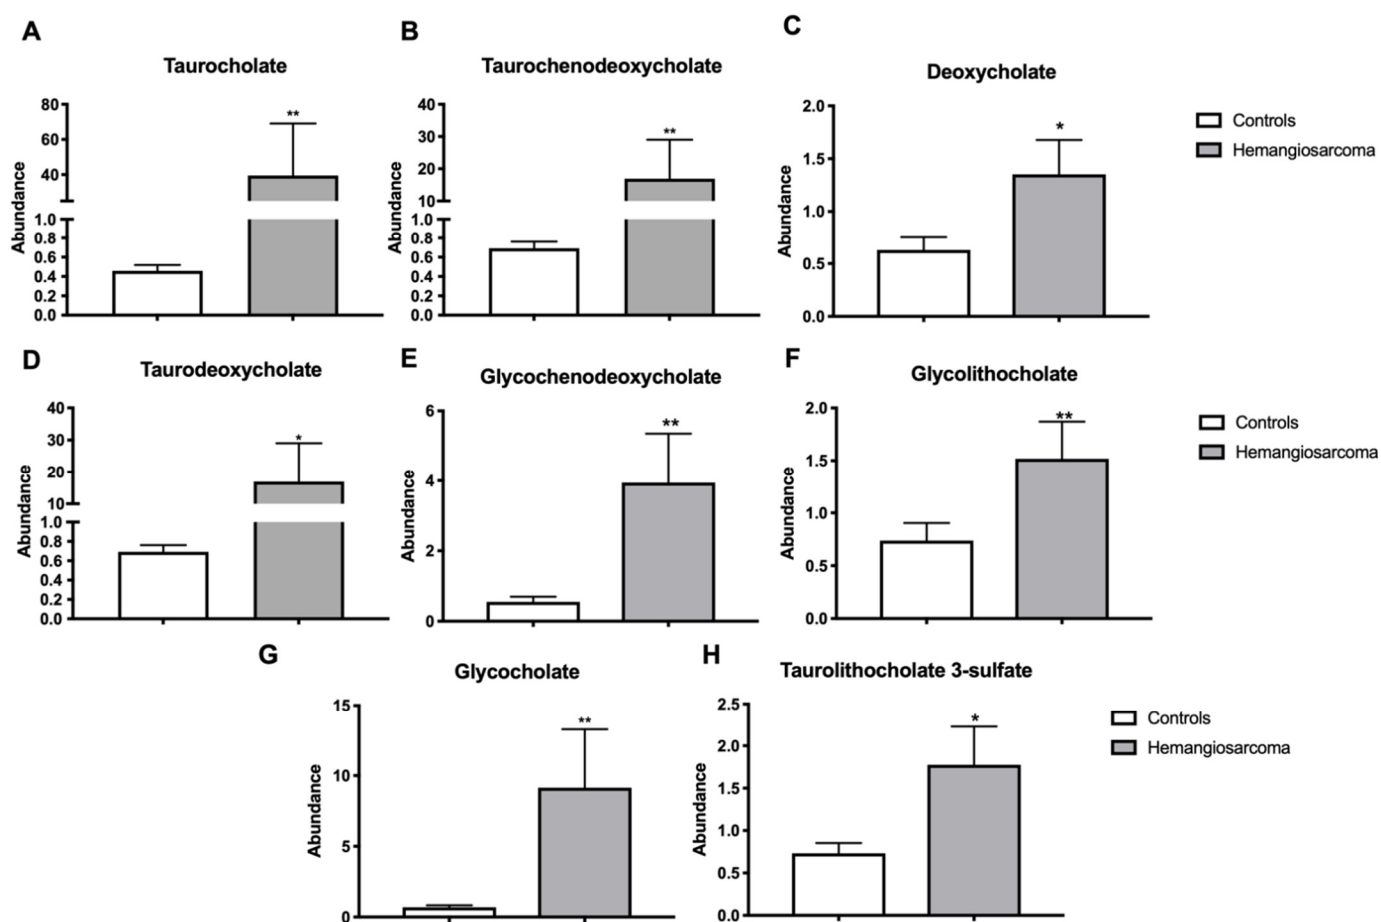 A
Taurocholate
Abundance
80
60
40
1.0
0.8
0.6
0.4
0.2
0.0
**
B
Taurochenodeoxycholate
Abundance
40
30
20
10
1.0
0.8
0.6
0.4
0.2
0.0
**
C
Deoxycholate
Abundance
2.0
1.5
1.0
0.5
0.0
*
Controls
Hemangiosarcoma
D
Taurodeoxycholate
Abundance
40
30
20
10
1.0
0.8
0.6
0.4
0.2
0.0
*
E
Glycochenodeoxycholate
Abundance
6
4
2
0
**
F
Glycolithocholate
Abundance
2.0
1.5
1.0
0.5
0.0
**
Controls
Hemangiosarcoma
G
Glycocholate
Abundance
15
10
5
0
**
H
Taurolithocholate 3-sulfate
Abundance
2.5
2.0
1.5
1.0
0.5
0.0
*
Controls
Hemangiosarcoma